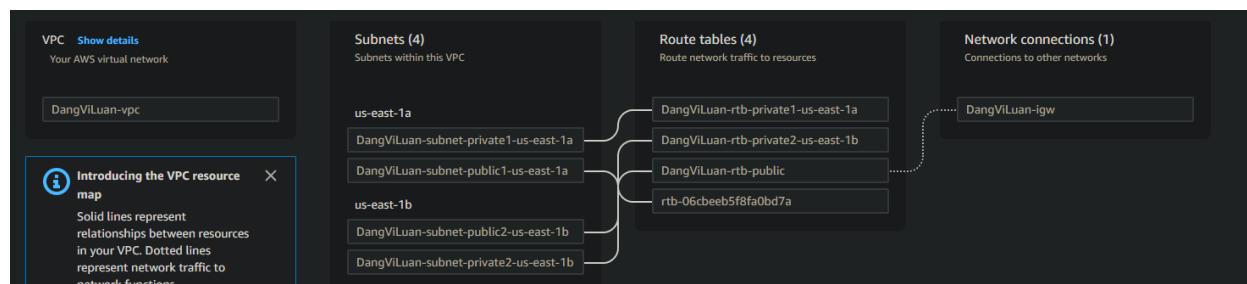 VPC Show details
Your AWS virtual network
DangViLuan-vpc
Introducing the VPC resource
map
Solid lines represent
relationships between resources
in your VPC. Dotted lines
represent network traffic to
network functions.
Subnets (4)
Subnets within this VPC
us-east-1a
DangViLuan-subnet-private1-us-east-1a
DangViLuan-subnet-public1-us-east-1a
us-east-1b
DangViLuan-subnet-public2-us-east-1b
DangViLuan-subnet-private2-us-east-1b
Route tables (4)
Route network traffic to resources
DangViLuan-rtb-private1-us-east-1a
DangViLuan-rtb-private2-us-east-1b
DangViLuan-rtb-public
rtb-06cbeeb5f8fa0bd7a
Network connections (1)
Connections to other networks
DangViLuan-igw